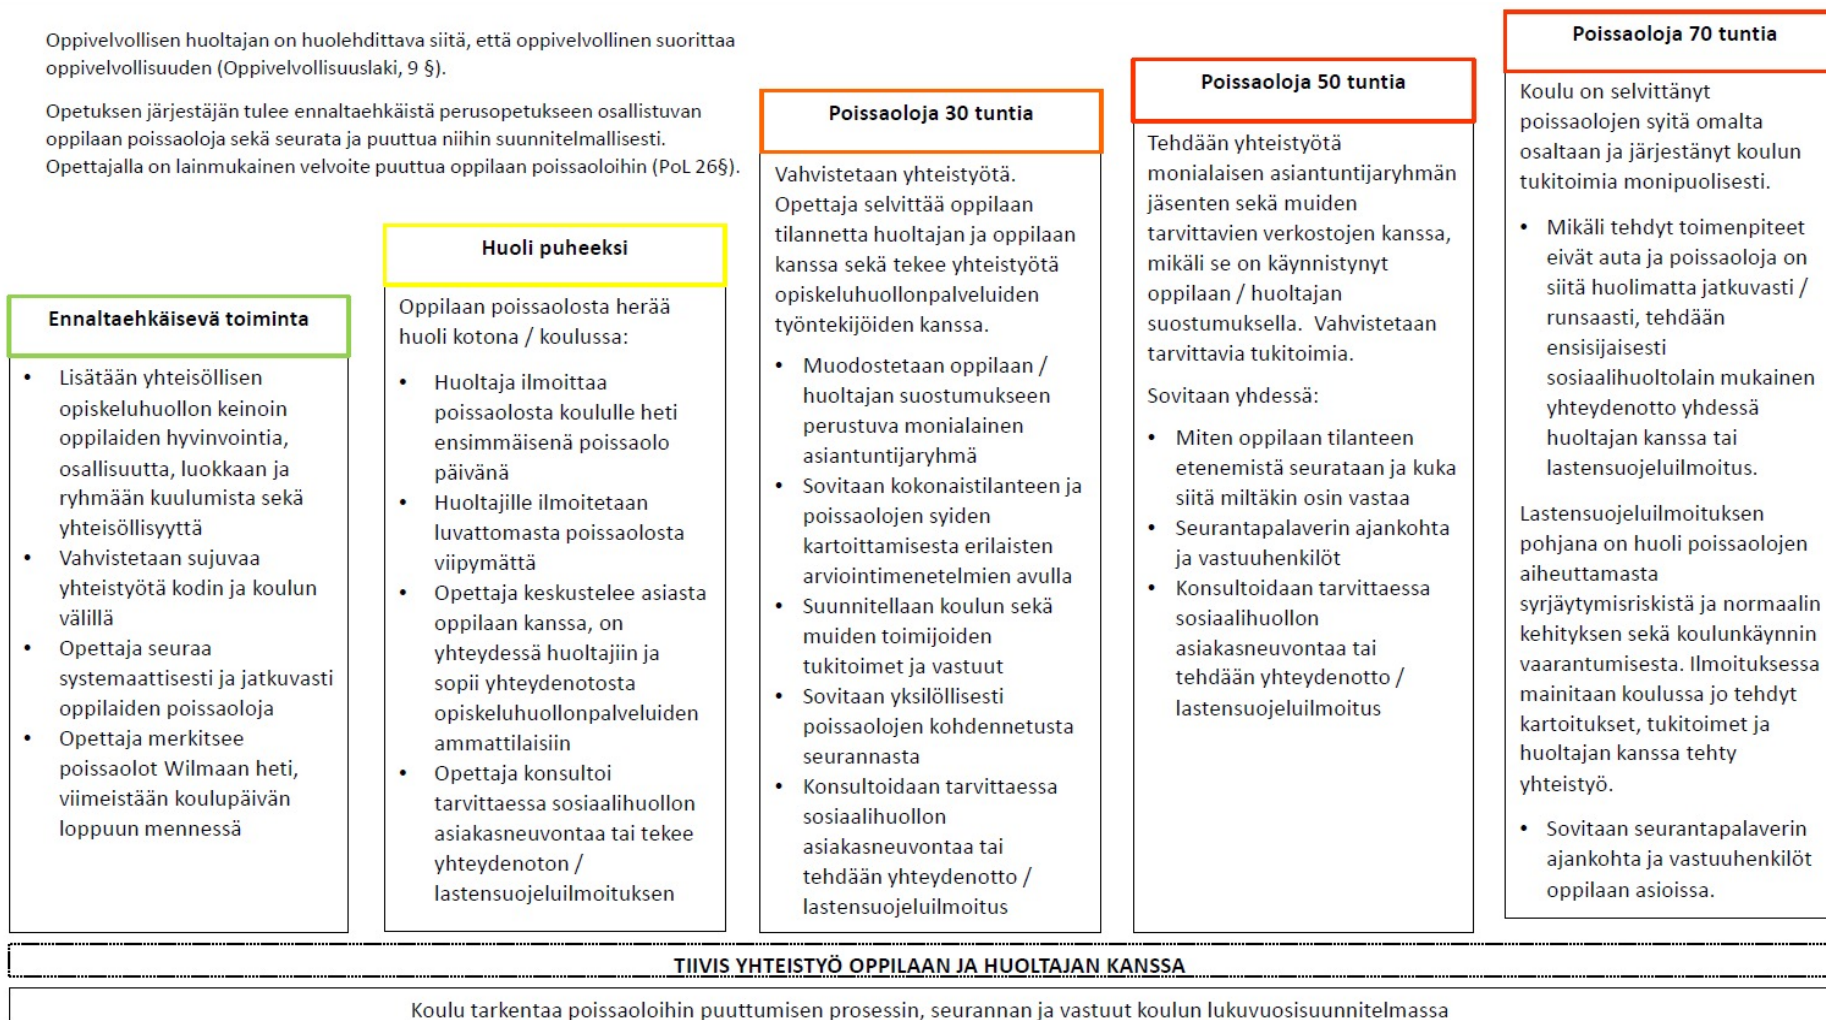 Oppivelvollisen huoltajan on huolehdittava siitä, että oppivelvollinen suorittaa
oppivelvollisuuden (Oppivelvollisuuslaki, 9 §).
Opetuksen järjestäjän tulee ennaltaehkäistä perusopetukseen osallistuvan
oppilaan poissaoloja sekä seurata ja puuttua niihin suunnitelmallisesti.
Opettajalla on lainmukainen velvoite puuttua oppilaan poissaoloihin (PoL 26§).
Ennaltaehkäisevä toiminta
• Lisätään yhteisöllisen
opiskeluhuollon keinoin
oppilaiden hyvinvointia,
osallisuutta, luokkaan ja
ryhmään kuulumista sekä
yhteisöllisyyttä
• Vahvistetaan sujuvaa
yhteistyötä kodin ja koulun
välillä
• Opettaja seuraa
systemaattisesti ja jatkuvasti
oppilaiden poissaoloja
• Opettaja merkitsee
poissaolot Wilmaan heti,
viimeistään koulupäivän
loppuun mennessä
Huoli puheeksi
Oppilaan poissaolosta herää
huoli kotona / koulussa:
• Huoltaja ilmoittaa
poissaolosta koululle heti
ensimmäisenä poissaolo
päivänä
• Huoltajille ilmoitetaan
luvattomasta poissaolosta
viipymättä
• Opettaja keskustelee asiasta
oppilaan kanssa, on
yhteydessä huoltajiin ja
sopii yhteydenotosta
opiskeluhuollonpalveluiden
ammattilaisiin
• Opettaja konsultoi
tarvittaessa sosiaalihuollon
asiakasneuvontaa tai tekee
yhteydenoton /
lastensuojeluilmoituksen
Poissaoloja 30 tuntia
Vahvistetaan yhteistyötä.
Opettaja selvittää oppilaan
tilannetta huoltajan ja oppilaan
kanssa sekä tekee yhteistyötä
opiskeluhuollonpalveluiden
työntekijöiden kanssa.
• Muodostetaan oppilaan /
huoltajan suostumukseen
perustuva monialainen
asiantuntijaryhmä
• Sovitaan kokonaistilanteen ja
poissaolojen syiden
kartoittamisesta erilaisten
arviointimenetelmien avulla
• Suunnitellaan koulun sekä
muiden toimijoiden
tukitoimet ja vastuut
• Sovitaan yksilöllisesti
poissaolojen kohdennetusta
seurannasta
• Konsultoidaan tarvittaessa
sosiaalihuollon
asiakasneuvontaa tai
tehdään yhteydenotto /
lastensuojeluilmoitus
Poissaoloja 50 tuntia
Tehdään yhteistyötä
monialaisen asiantuntijaryhmän
jäsenten sekä muiden
tarvittavien verkostojen kanssa,
mikäli se on käynnistynyt
oppilaan / huoltajan
suostumuksella. Vahvistetaan
tarvittavia tukitoimia.
Sovitaan yhdessä:
• Miten oppilaan tilanteen
etenemistä seurataan ja kuka
siitä miltäkin osin vastaa
• Seurantapalaverin ajankohta
ja vastuuhenkilöt
• Konsultoidaan tarvittaessa
sosiaalihuollon
asiakasneuvontaa tai
tehdään yhteydenotto /
lastensuojeluilmoitus
Poissaoloja 70 tuntia
Koulu on selvittänyt
poissaolojen syitä omalta
osaltaan ja järjestänyt koulun
tukitoimia monipuolisesti.
• Mikäli tehdyt toimenpiteet
eivät auta ja poissaoloja on
siitä huolimatta jatkuvasti /
runsaasti, tehdään
ensisijaisesti
sosiaalihuoltolain mukainen
yhteydenotto yhdessä
huoltajan kanssa tai
lastensuojeluilmoitus.
Lastensuojeluilmoituksen
pohjana on huoli poissaolojen
aiheuttamasta
syrjäytymisriskistä ja normaalin
kehityksen sekä koulunkäynnin
vaarantumisesta. Ilmoituksessa
mainitaan koulussa jo tehdyt
kartoitukset, tukitoimet ja
huoltajan kanssa tehty
yhteistyö.
• Sovitaan seurantapalaverin
ajankohta ja vastuuhenkilöt
oppilaan asioissa.
TIIVIS YHTEISTYÖ OPPILAAN JA HUOLTAJAN KANSSA
Koulu tarkentaa poissaoloihin puuttumisen prosessin, seurannan ja vastuut koulun lukuvuosisuunnitelmassa